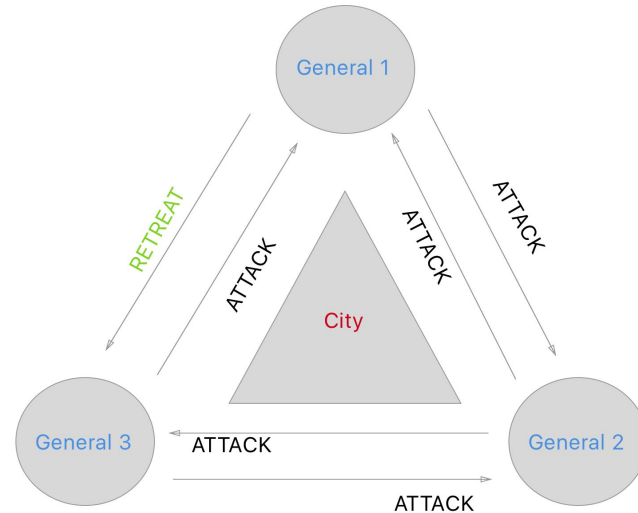 General 1
RETREAT
ATTACK
ATTACK
ATTACK
City
General 3
ATTACK
General 2
ATTACK